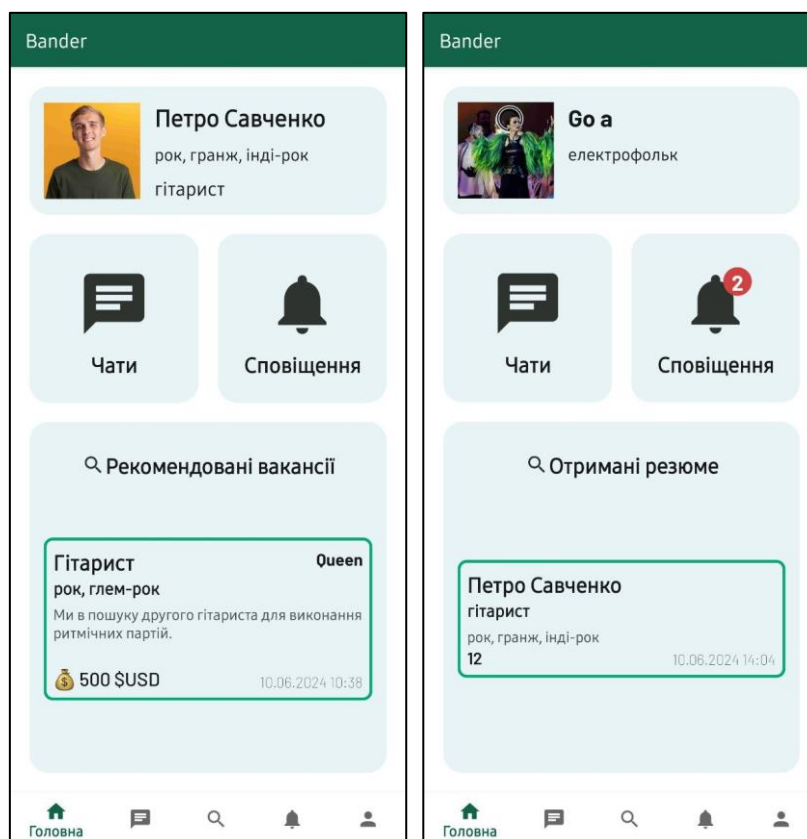 Bander
Петро Савченко
рок, гранж, інді-рок
гітарист
Чати
Сповіщення
Рекомендовані вакансії
Гітарист
Queen
рок, глем-рок
Ми в пошуку другого гітариста для виконання
ритмічних партій.
500 $USD
10.06.2024 10:38
Головна
Bander
Go a
електрофольк
Чати
2
Сповіщення
Отримані резюме
Петро Савченко
гітарист
рок, гранж, інді-рок
12
10.06.2024 14:04
Головна